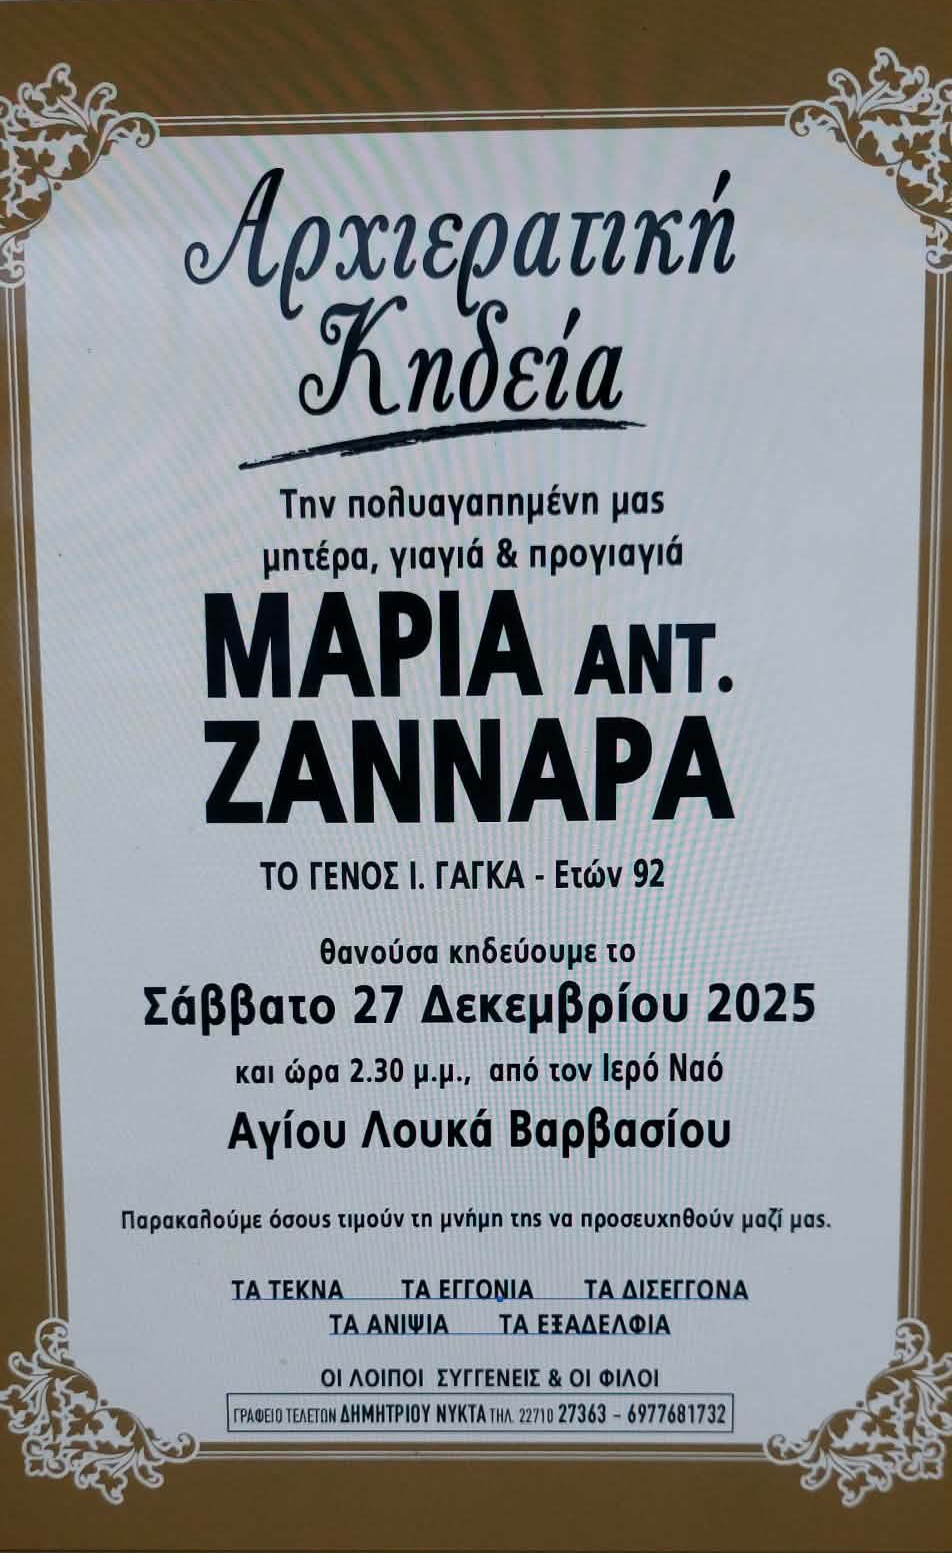 Αρχιερατική
Κηδεία
Την πολυαγαπημένη μας
μητέρα, γιαγιά & προγιαγιά
ΜΑΡΙΑ ΑΝΤ.
ΖΑΝΝΑΡΑ
ΤΟ ΓΕΝΟΣ Ι. ΓΑΓΚΑ - Ετών 92
θανούσα κηδεύουμε το
Σάββατο 27 Δεκεμβρίου 2025
και ώρα 2.30 μ.μ., από τον Ιερό Ναό
Αγίου Λουκά Βαρβασίου
Παρακαλούμε όσους τιμούν τη μνήμη της να προσευχηθούν μαζί μας.
ΤΑ ΤΕΚΝΑ ΤΑ ΕΓΓΟΝΙΑ ΤΑ ΔΙΣΕΓΓΟΝΑ
ΤΑ ΑΝΙΨΙΑ ΤΑ ΕΞΑΔΕΛΦΙΑ
ΟΙ ΛΟΙΠΟΙ ΣΥΓΓΕΝΕΙΣ & ΟΙ ΦΙΛΟΙ
ΓΡΑΦΕΙΟ ΤΕΛΕΤΩΝ ΔΗΜΗΤΡΙΟΥ ΝΥΚΤΑ ΤΗΛ. 22710 27363 - 6977681732